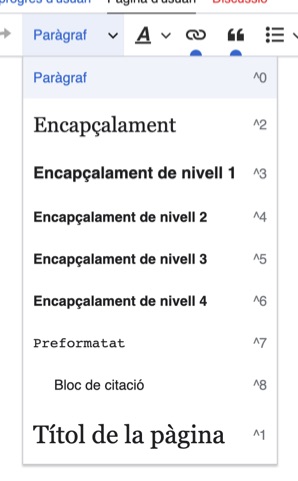 progrés d'usuari Pàgina d'usuari Discussió
Paràgraf A
Paràgraf ^0
Encapçalament ^2
Encapçalament de nivell 1 ^3
Encapçalament de nivell 2 ^4
Encapçalament de nivell 3 ^5
Encapçalament de nivell 4 ^6
Preformatat ^7
Bloc de citació ^8
Títol de la pàgina ^1